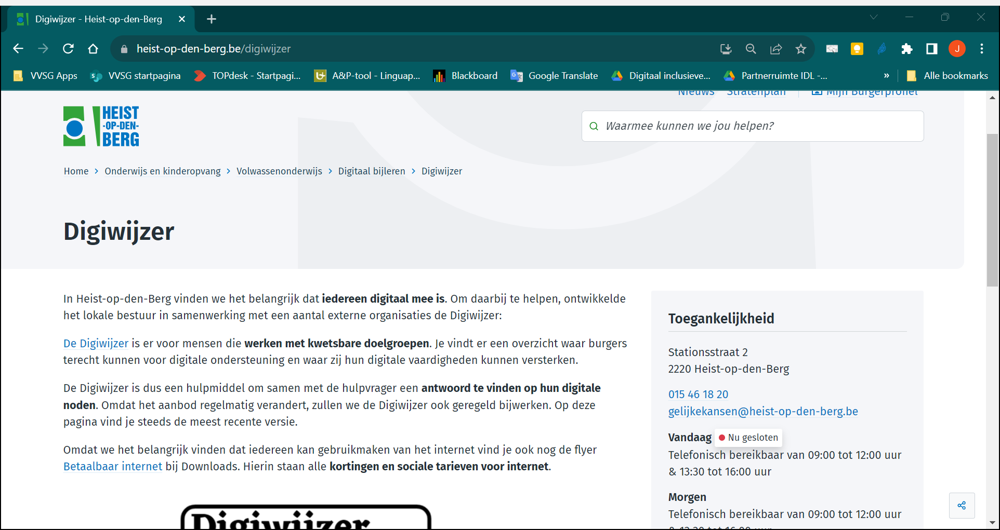 Digiwijzer - Heist-op-den-Berg
heist-op-den-berg.be/digiwijzer
J
VVSG Apps
VVSG startpagina
TOPdesk - Startpagi...
A&P-tool - Linguap...
Blackboard
Google Translate
Digitaal inclusieve...
Partnerruimte IDL -...
»
Alle bookmarks
Nieuws Stratenplan Mijn Burgerprofiel
HEIST
-OP-DEN-
BERG
Waarmee kunnen we jou helpen?
Home > Onderwijs en kinderopvang > Volwassenonderwijs > Digitaal bijleren > Digiwijzer
Digiwijzer
In Heist-op-den-Berg vinden we het belangrijk dat iedereen digitaal mee is. Om daarbij te helpen, ontwikkelde
het lokale bestuur in samenwerking met een aantal externe organisaties de Digiwijzer:
De Digiwijzer is er voor mensen die werken met kwetsbare doelgroepen. Je vindt er een overzicht waar burgers
terecht kunnen voor digitale ondersteuning en waar zij hun digitale vaardigheden kunnen versterken.
De Digiwijzer is dus een hulpmiddel om samen met de hulpvrager een antwoord te vinden op hun digitale
noden. Omdat het aanbod regelmatig verandert, zullen we de Digiwijzer ook geregeld bijwerken. Op deze
pagina vind je steeds de meest recente versie.
Omdat we het belangrijk vinden dat iedereen kan gebruikmaken van het internet vind je ook nog de flyer
Betaalbaar internet bij Downloads. Hierin staan alle kortingen en sociale tarieven voor internet.
Digiwijzer
Toegankelijkheid
Stationsstraat 2
2220 Heist-op-den-Berg
015 46 18 20
gelijkekansen@heist-op-den-berg.be
Vandaag Nu gesloten
Telefonisch bereikbaar van 09:00 tot 12:00 uur
& 13:30 tot 16:00 uur
Morgen
Telefonisch bereikbaar van 09:00 tot 12:00 uur
& 13:30 tot 16:00 uur